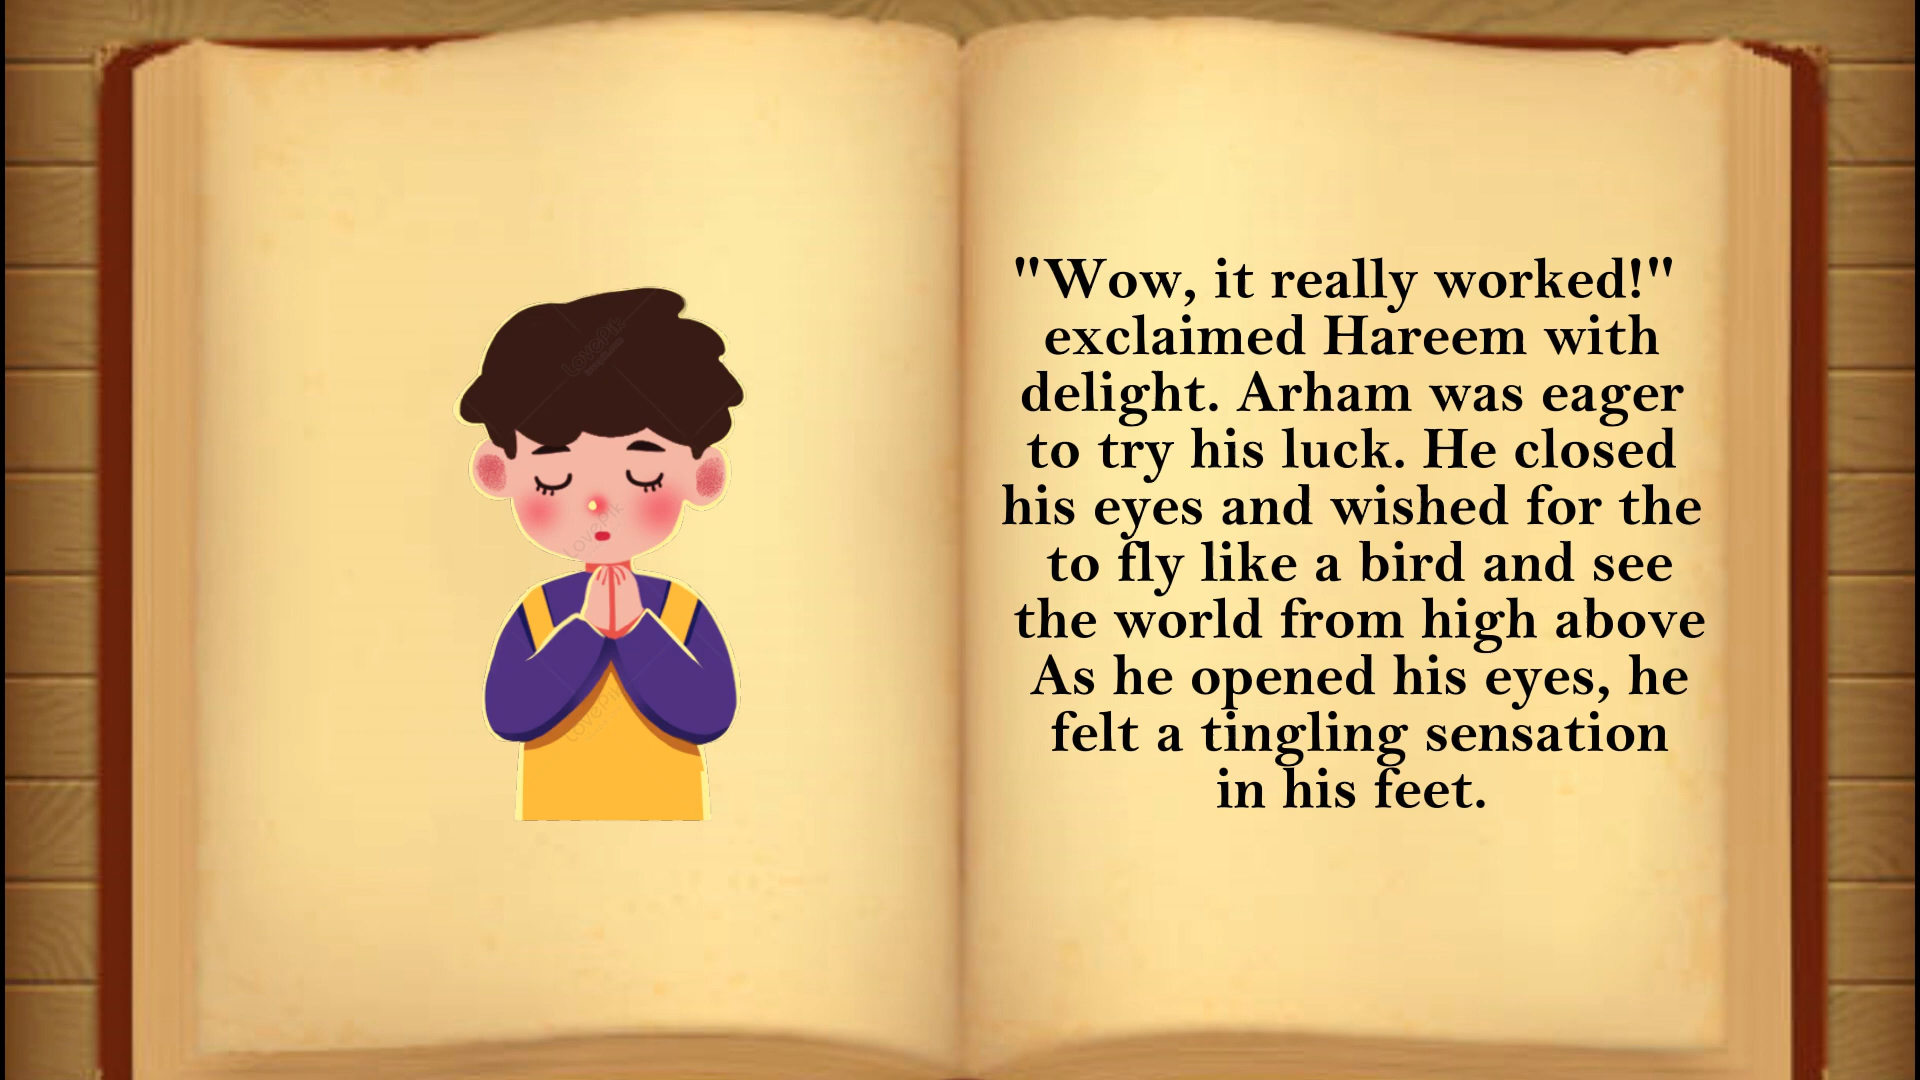 "Wow, it really worked!"
exclaimed Hareem with
delight. Arham was eager
to try his luck. He closed
his eyes and wished for the
to fly like a bird and see
the world from high above
As he opened his eyes, he
felt a tingling sensation
in his feet.